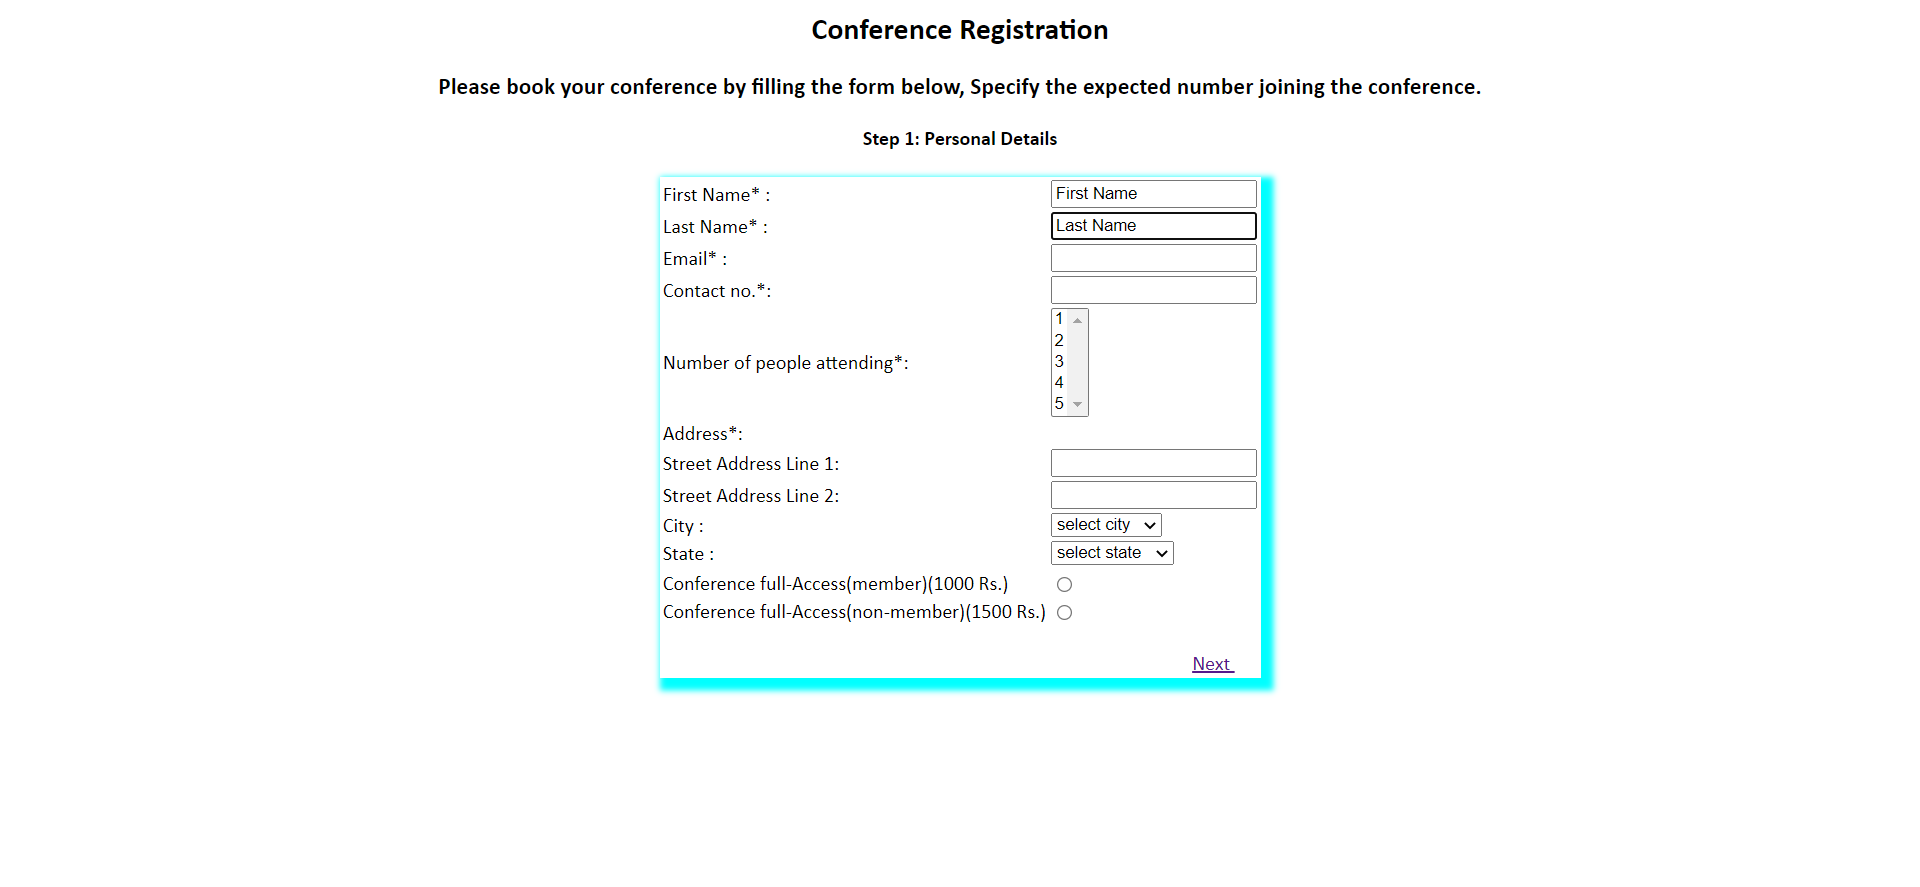 Conference Registration
Please book your conference by filling the form below, Specify the expected number joining the conference.
Step 1: Personal Details
First Name* : First Name
Last Name* : Last Name
Email* :
Contact no.*:
1
2
Number of people attending*: 3
4
5
Address*:
Street Address Line 1:
Street Address Line 2:
City : select city
State : select state
Conference full-Access(member)(1000 Rs.)
Conference full-Access(non-member)(1500 Rs.)
Next